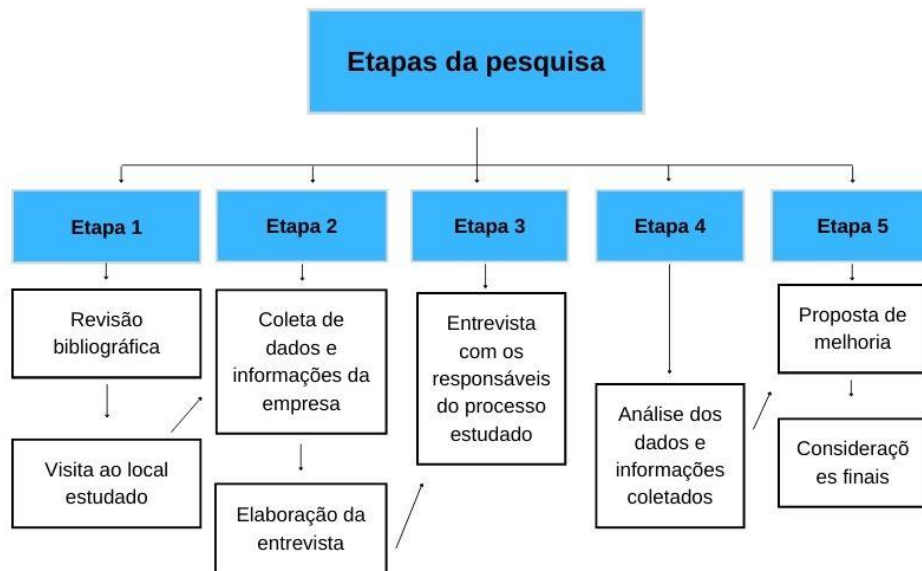 Etapas da pesquisa
Etapa 1
Etapa 2
Etapa 3
Etapa 4
Etapa 5
Revisão
bibliográfica
Visita ao local
estudado
Coleta de
dados e
informações da
empresa
Elaboração da
entrevista
Entrevista
com os
responsáveis
do processo
estudado
Análise dos
dados e
informações
coletados
Proposta de
melhoria
Consideraçõ
es finais